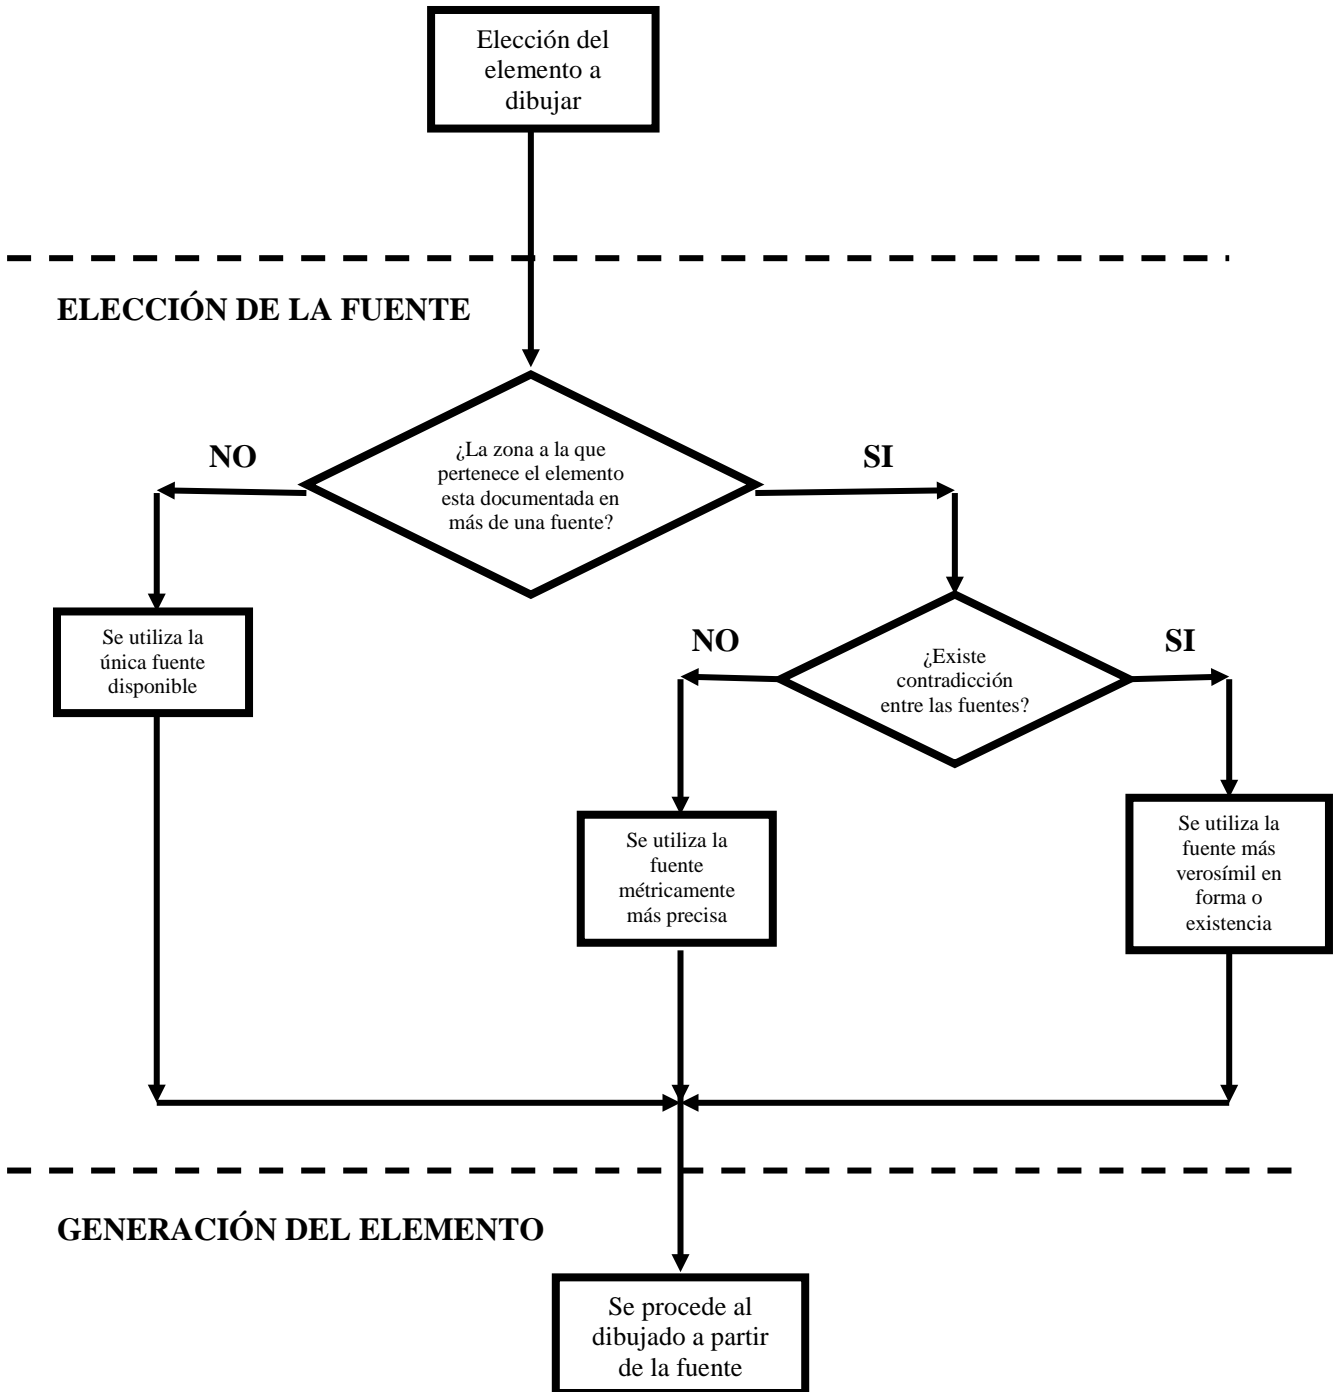 Elección del
elemento a
dibujar
ELECCIÓN DE LA FUENTE
NO
¿La zona a la que
pertenece el elemento
esta documentada en
más de una fuente?
SI
Se utiliza la
única fuente
disponible
NO
¿Existe
contradicción
entre las fuentes?
SI
Se utiliza la
fuente
métricamente
más precisa
Se utiliza la
fuente más
verosímil en
forma o
existencia
GENERACIÓN DEL ELEMENTO
Se procede al
dibujado a partir
de la fuente